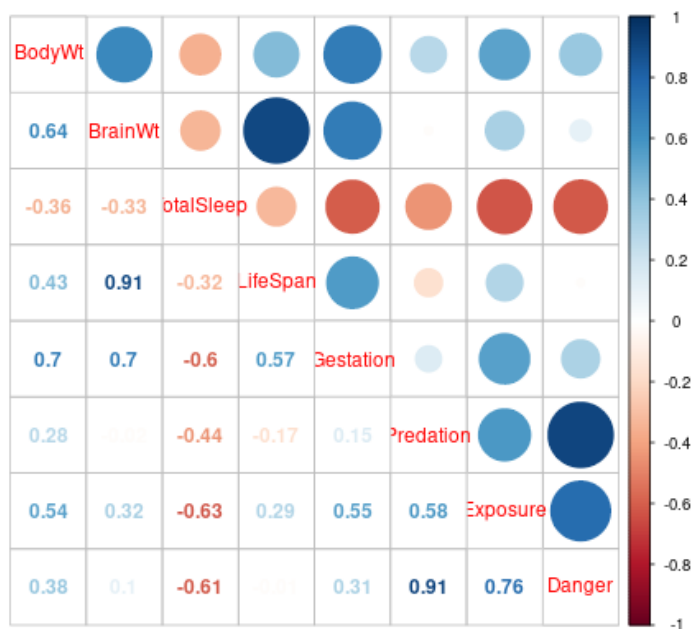 BodyWt
0.64 BrainWt
-0.36 -0.33 otalSleep
0.43 0.91 -0.32 LifeSpan
0.7 0.7 -0.6 0.57 Gestation
0.28 -0.44 -0.17 0.15 Predation
0.54 0.32 -0.63 0.29 0.55 0.58 Exposure
0.38 0.1 -0.61 0.31 0.91 0.76 Danger
1
0.8
0.6
0.4
0.2
0
-0.2
-0.4
-0.6
-0.8
-1